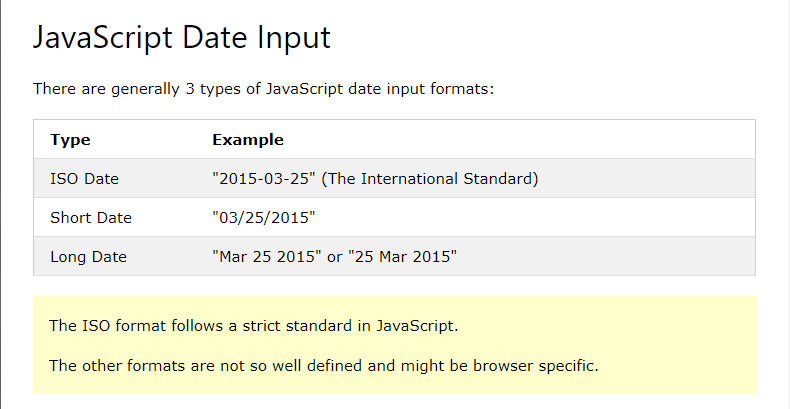 JavaScript Date Input
There are generally 3 types of JavaScript date input formats:
Type Example
ISO Date "2015-03-25" (The International Standard)
Short Date "03/25/2015"
Long Date "Mar 25 2015" or "25 Mar 2015"
The ISO format follows a strict standard in JavaScript.
The other formats are not so well defined and might be browser specific.